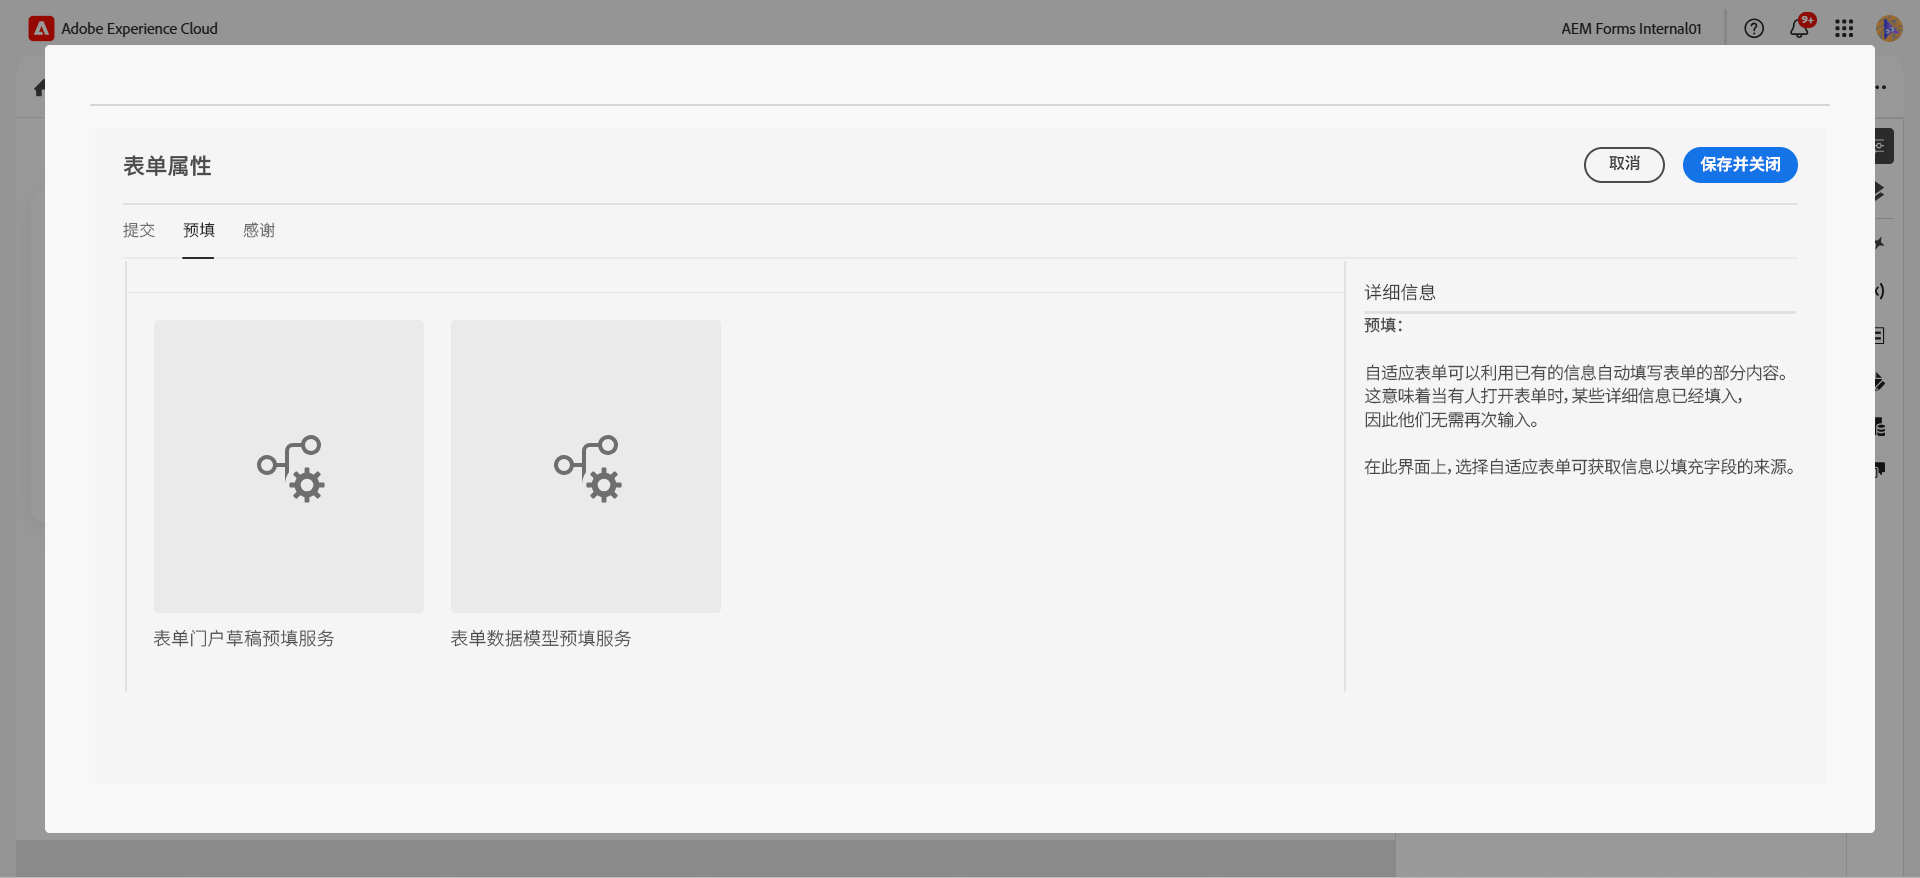 Adobe Experience Cloud
AEM Forms Internal01
9+
表单属性
取消
保存并关闭
提交
预填
感谢
详细信息
预填：
自适应表单可以利用已有的信息自动填写表单的部分内容。
这意味着当有人打开表单时，某些详细信息已经填入，
因此他们无需再次输入。
在此界面上，选择自适应表单可获取信息以填充字段的来源。
表单门户草稿预填服务
表单数据模型预填服务